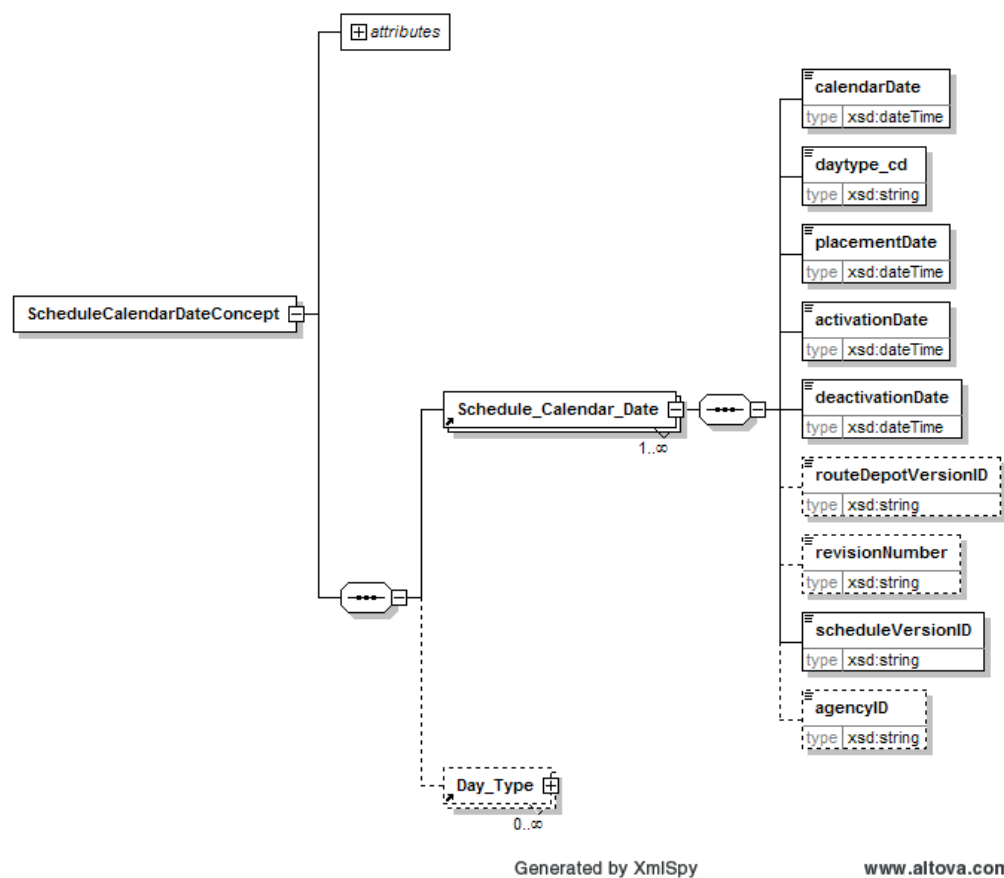 attributes
calendarDate
type xsd:dateTime
daytype_cd
type xsd:string
placementDate
type xsd:dateTime
ScheduleCalendarDateConcept
activationDate
type xsd:dateTime
Schedule_Calendar_Date
1..∞
deactivationDate
type xsd:dateTime
routeDepotVersionID
type xsd:string
revisionNumber
type xsd:string
scheduleVersionID
type xsd:string
agencyID
type xsd:string
Day_Type
0..∞
Generated by XmlSpy www.altova.com